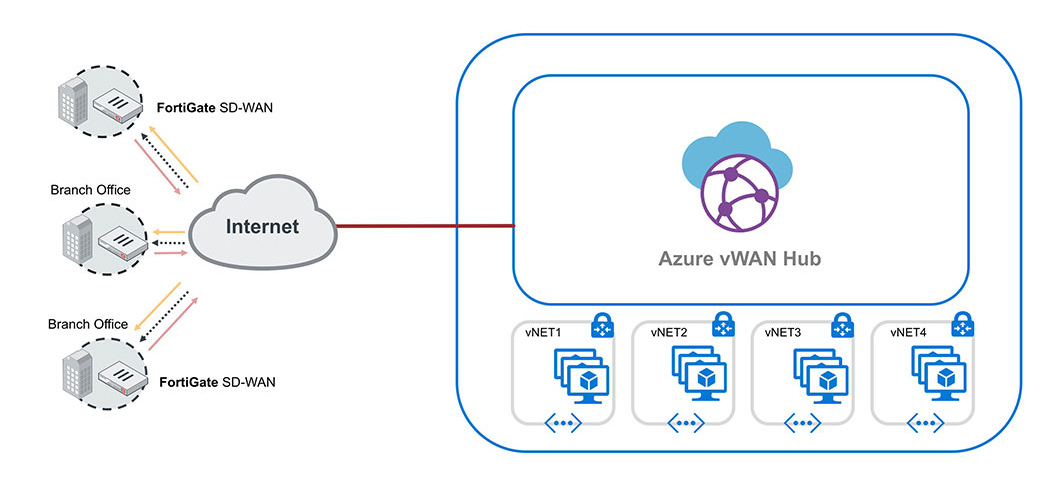 FortiGate SD-WAN
Branch Office
Internet
Branch Office
FortiGate SD-WAN
Azure vWAN Hub
vNET1
vNET2
vNET3
vNET4